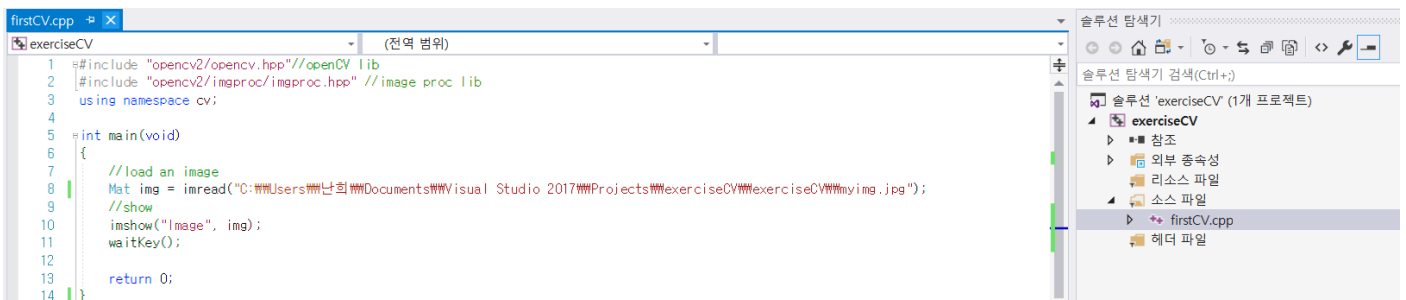 firstCV.cpp
exerciseCV
(전역 범위)
1 #include "opencv2/opencv.hpp"//openCV lib
2 #include "opencv2/imgproc/imgproc.hpp" //image proc lib
3 using namespace cv;
4
5 int main(void)
6 {
7 //load an image
8 Mat img = imread("C:₩₩Users₩₩난희₩₩Documents₩₩Visual Studio 2017₩₩Projects₩₩exerciseCV₩₩exerciseCV₩₩myimg.jpg");
9 //show
10 imshow("Image", img);
11 waitKey();
12
13 return 0;
14 }
솔루션 탐색기
솔루션 탐색기 검색(Ctrl+;)
솔루션 'exerciseCV' (1개 프로젝트)
exerciseCV
참조
외부 종속성
리소스 파일
소스 파일
firstCV.cpp
헤더 파일